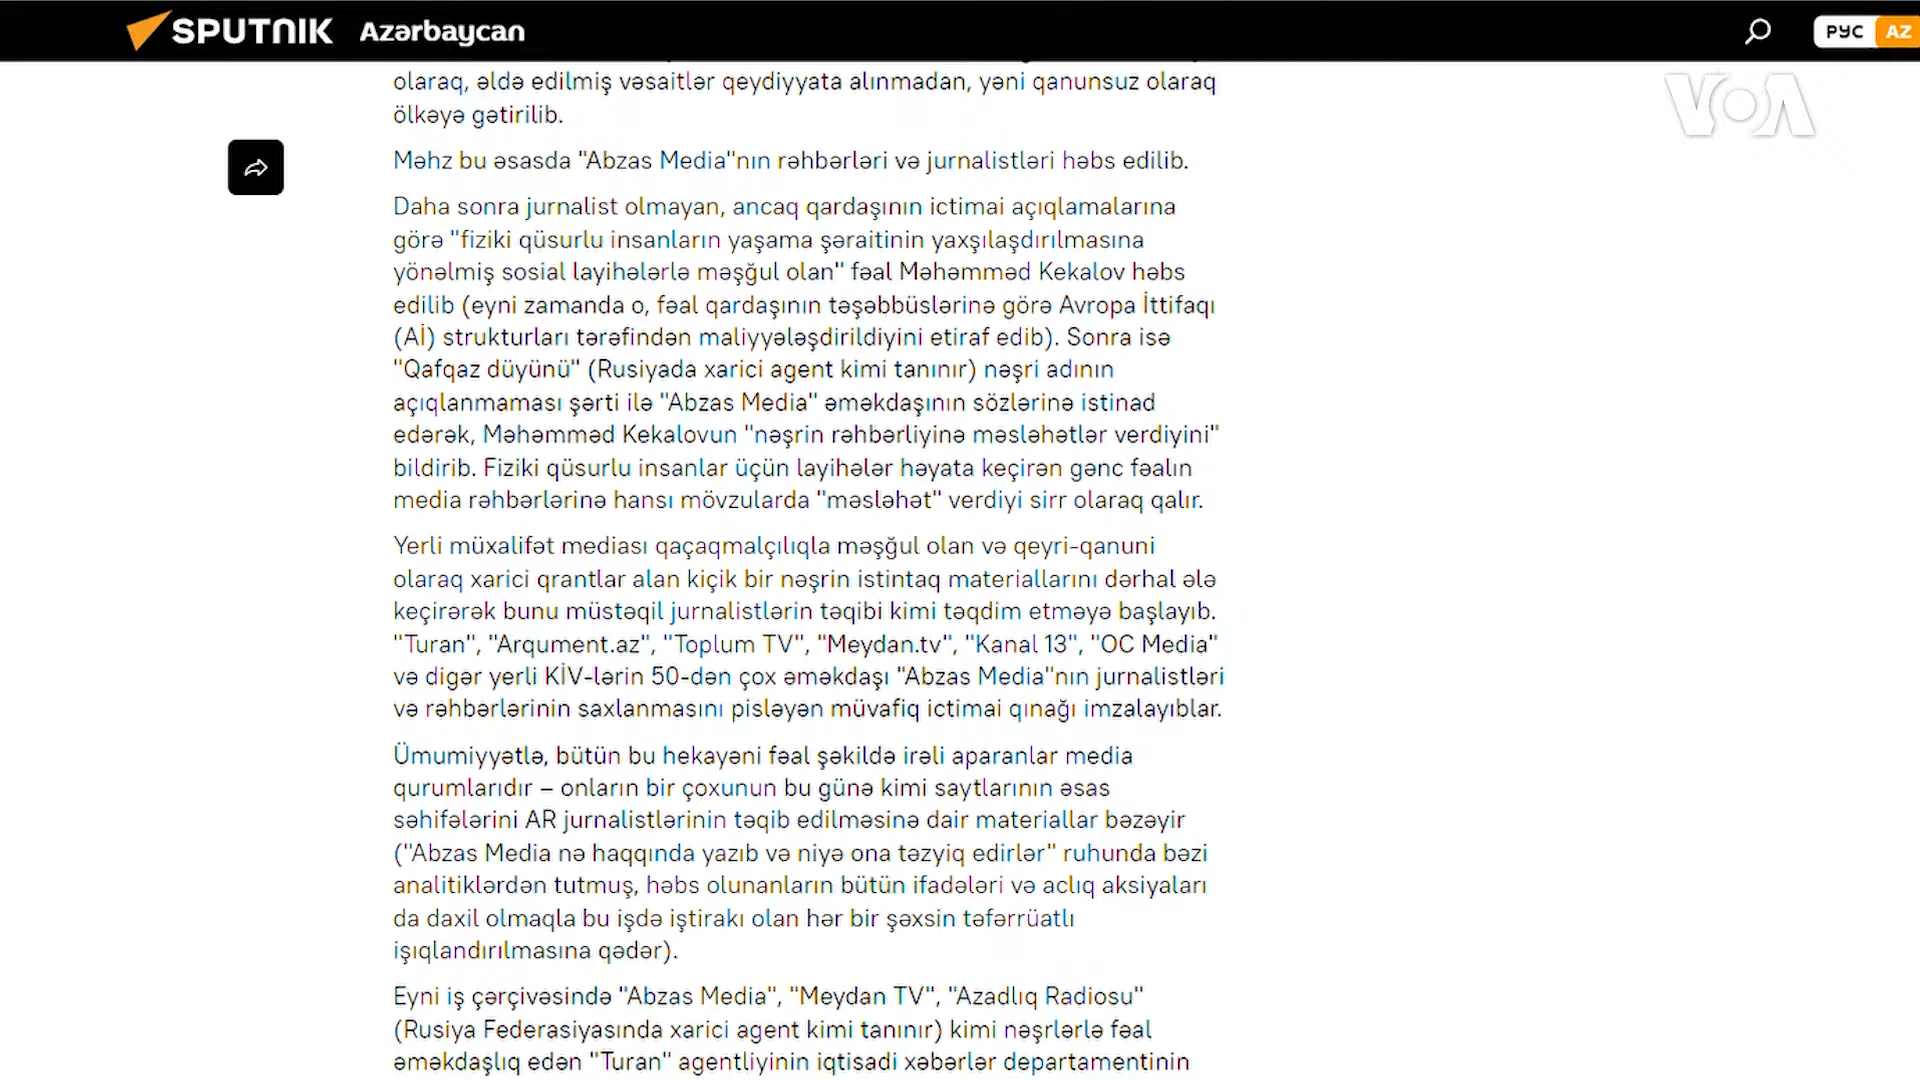 SPUTNIK Azərbaycan
РУС AZ
VOA
olaraq, əldə edilmiş vəsaitlər qeydiyyata alınmadan, yəni qanunsuz olaraq
ölkəyə gətirilib.
Məhz bu əsasda "Abzas Media"nın rəhbərləri və jurnalistləri həbs edilib.
Daha sonra jurnalist olmayan, ancaq qardaşının ictimai açıqlamalarına
görə "fiziki qüsurlu insanların yaşama şəraitinin yaxşılaşdırılmasına
yönəlmiş sosial layihələrlə məşğul olan" fəal Məhəmməd Kekalov həbs
edilib (eyni zamanda o, fəal qardaşının təşəbbüslərinə görə Avropa İttifaqı
(Aİ) strukturları tərəfindən maliyyələşdirildiyini etiraf edib). Sonra isə
"Qafqaz düyünü" (Rusiyada xarici agent kimi tanınır) nəşri adının
açıqlanmaması şərti ilə "Abzas Media" əməkdaşının sözlərinə istinad
edərək, Məhəmməd Kekalovun "nəşrin rəhbərliyinə məsləhətlər verdiyini"
bildirib. Fiziki qüsurlu insanlar üçün layihələr həyata keçirən gənc fəalın
media rəhbərlərinə hansı mövzularda "məsləhət" verdiyi sirr olaraq qalır.
Yerli müxalifət mediası qaçaqmalçılıqla məşğul olan və qeyri-qanuni
olaraq xarici qrantlar alan kiçik bir nəşrin istintaq materiallarını dərhal ələ
keçirərək bunu müstəqil jurnalistlərin təqibi kimi təqdim etməyə başlayıb.
"Turan", "Arqument.az", "Toplum TV", "Meydan.tv", "Kanal 13", "OC Media"
və digər yerli KİV-lərin 50-dən çox əməkdaşı "Abzas Media"nın jurnalistləri
və rəhbərlərinin saxlanmasını pisləyən müvafiq ictimai qınağı imzalayıblar.
Ümumiyyətlə, bütün bu hekayəni fəal şəkildə irəli aparanlar media
qurumlarıdır – onların bir çoxunun bu günə kimi saytlarının əsas
səhifələrini AR jurnalistlərinin təqib edilməsinə dair materiallar bəzəyir
("Abzas Media nə haqqında yazıb və niyə ona təzyiq edirlər" ruhunda bəzi
analitiklərdən tutmuş, həbs olunanların bütün ifadələri və aclıq aksiyaları
da daxil olmaqla bu işdə iştirakı olan hər bir şəxsin təfərrüatlı
işıqlandırılmasına qədər).
Eyni iş çərçivəsində "Abzas Media", "Meydan TV", "Azadlıq Radiosu"
(Rusiya Federasiyasında xarici agent kimi tanınır) kimi nəşrlərlə fəal
əməkdaşlıq edən "Turan" agentliyinin iqtisadi xəbərlər departamentinin